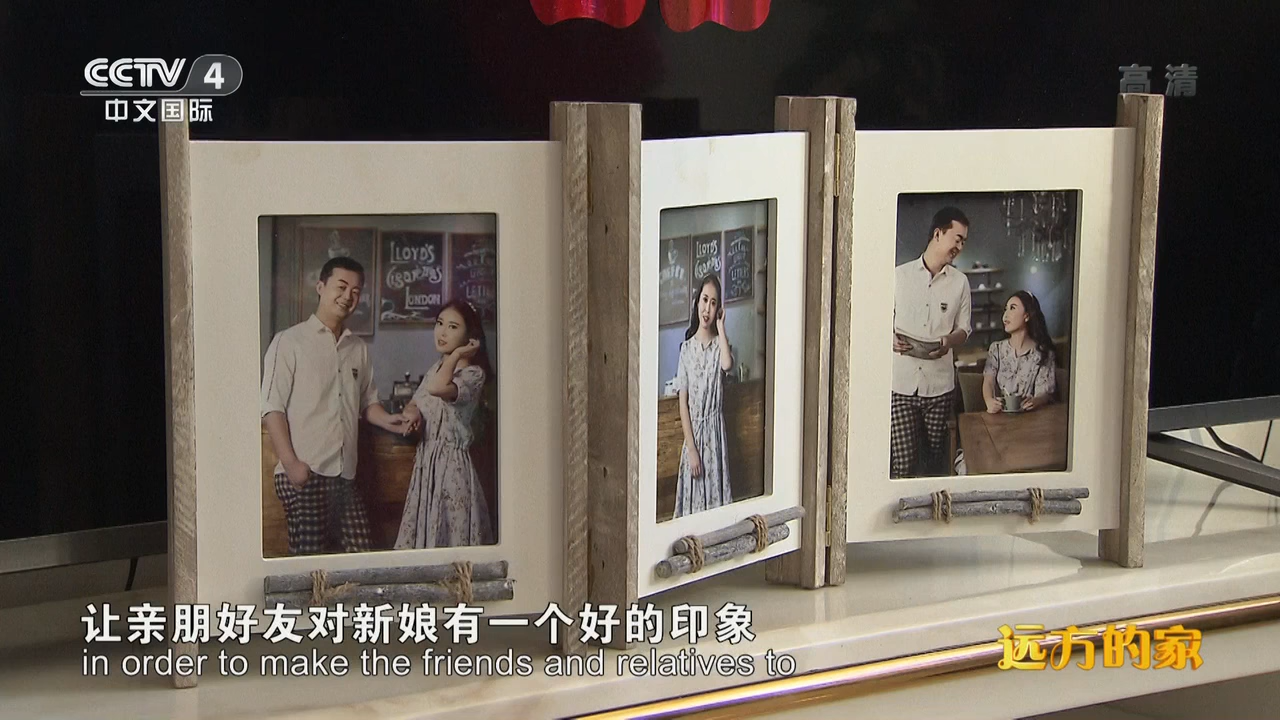 CCTV 4
中文国际
高清
LLOYD'S
LONDON
LLOYD'S
让亲朋好友对新娘有一个好的印象
in order to make the friends and relatives to
远方的家